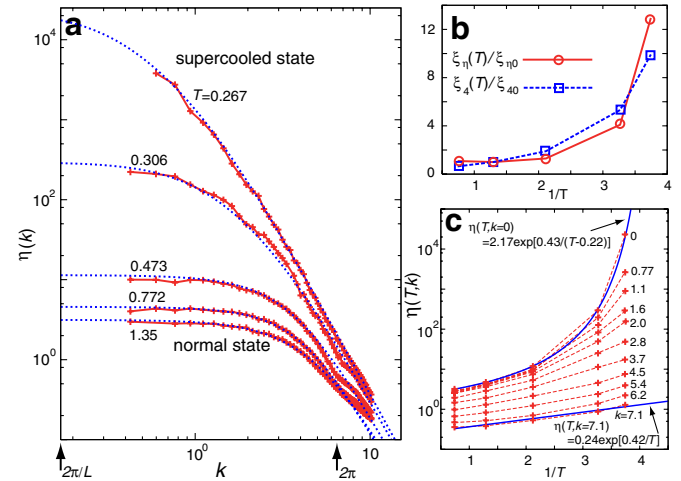 a
10^4
10^2
10^0
η(k)
supercooled state
T=0.267
0.306
0.473
0.772
1.35
normal state
10^0
k
10
2π/L
2π
b
12
8
4
0
ξ_η(T)/ξ_η0
ξ_4(T)/ξ_40
1
2
3
4
1/T
c
10^4
10^2
10^0
η(T,k)
η(T,k=0)
=2.17exp[0.43/(T-0.22)]
0
0.77
1.1
1.6
2.0
2.8
3.7
4.5
5.4
6.2
k=7.1
η(T,k=7.1)
=0.24exp[0.42/T]
1
2
3
4
1/T